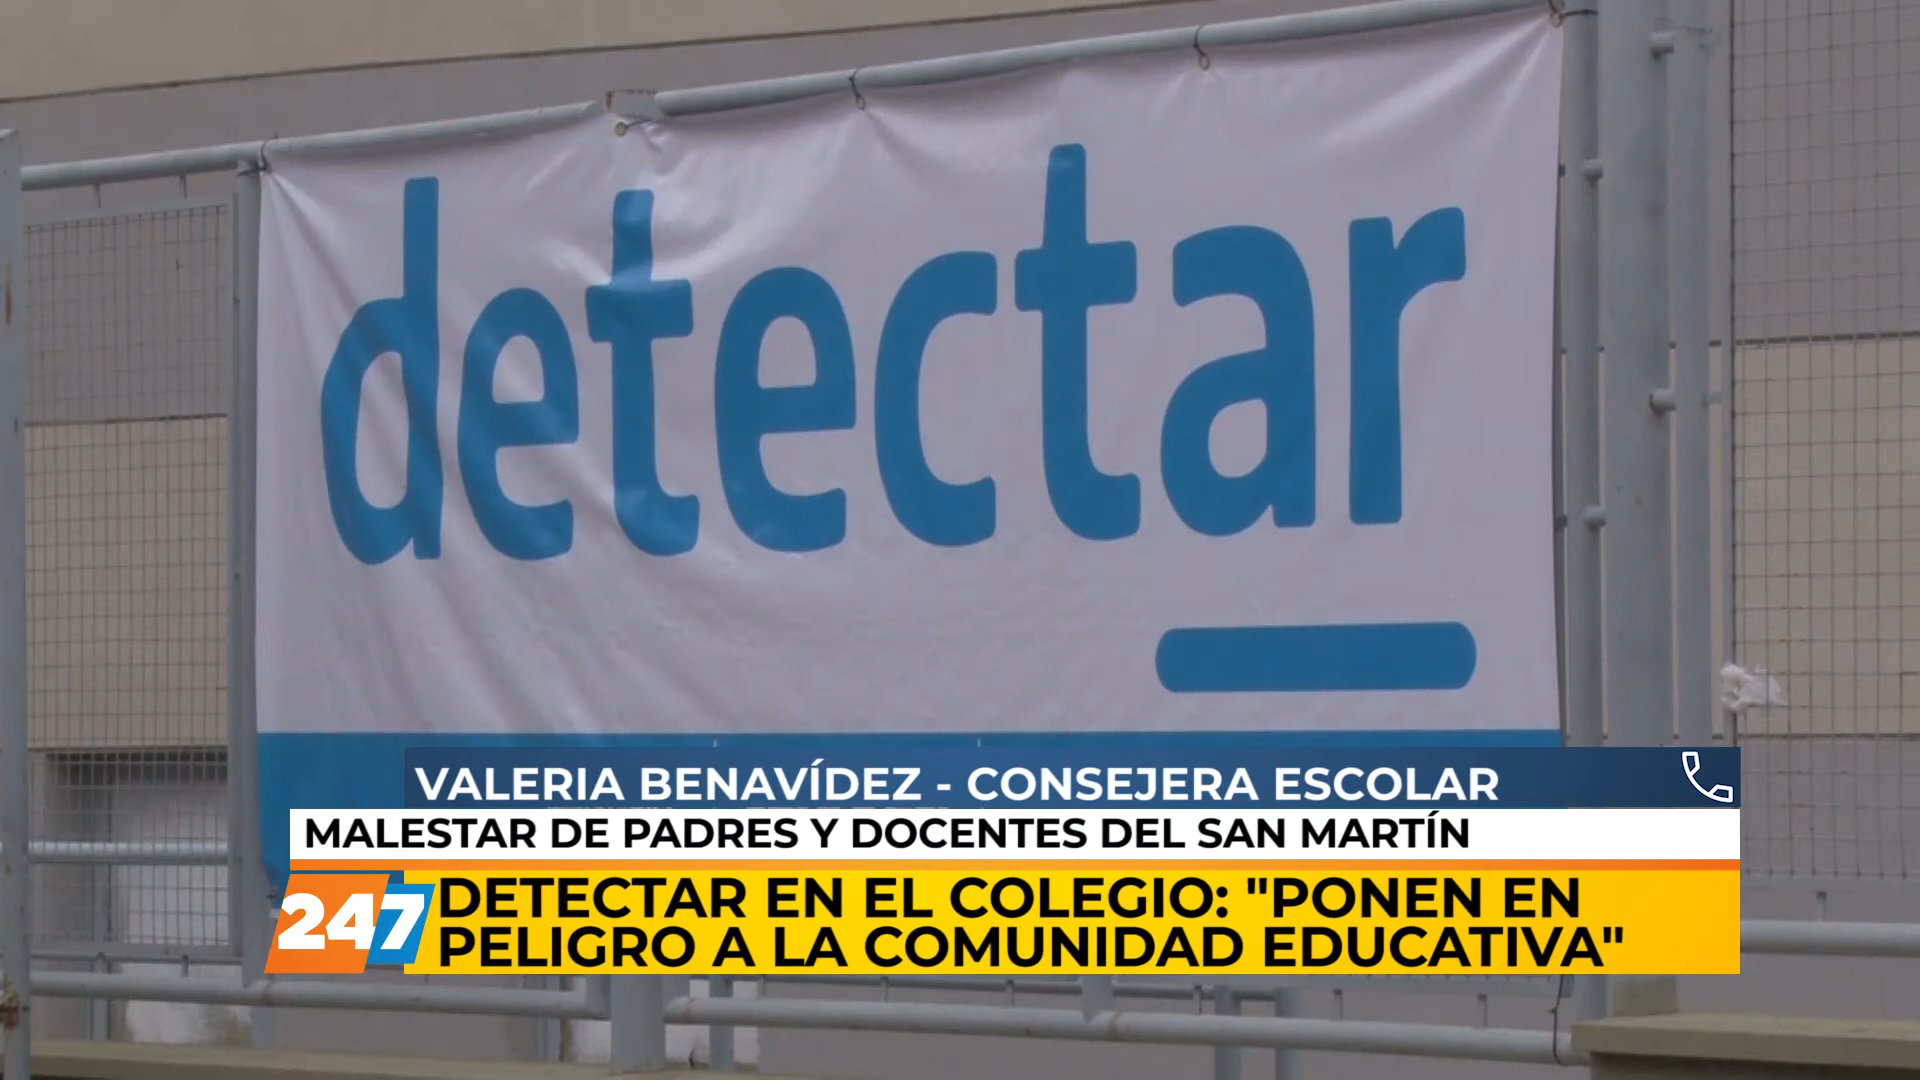 detectar
VALERIA BENAVÍDEZ - CONSEJERA ESCOLAR
MALESTAR DE PADRES Y DOCENTES DEL SAN MARTÍN
247
DETECTAR EN EL COLEGIO: "PONEN EN
PELIGRO A LA COMUNIDAD EDUCATIVA"